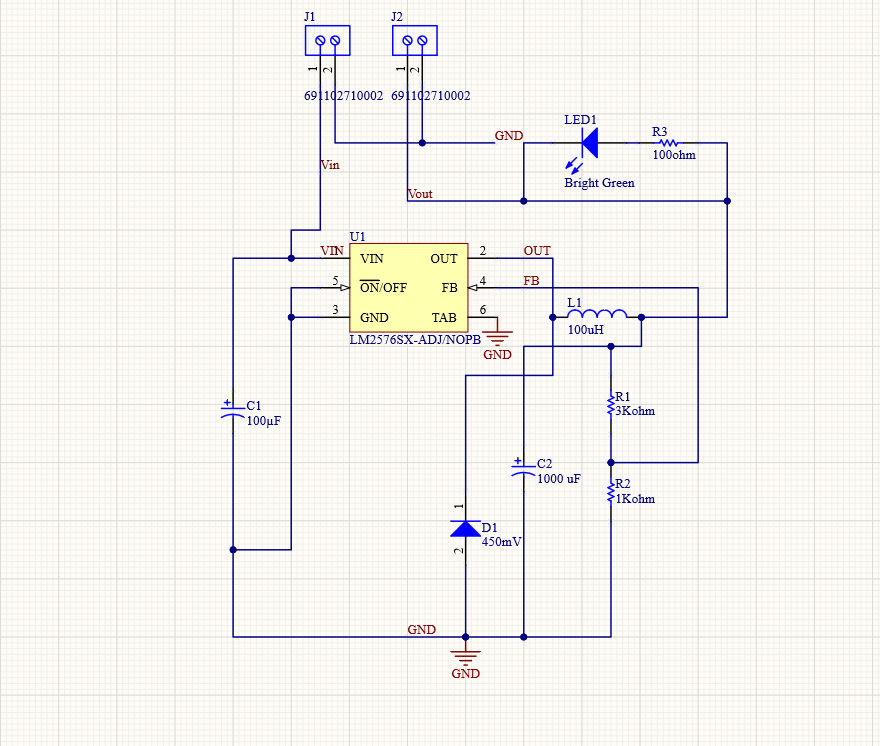 J1
J2
1
2
1
2
691102710002
691102710002
GND
LED1
R3
100ohm
Vin
Bright Green
Vout
U1
VIN
VIN
OUT
2
OUT
5
ON/OFF
FB
4
FB
3
GND
TAB
6
L1
100uH
LM2576SX-ADJ/NOPB
GND
C1
100µF
R1
3Kohm
C2
1000 uF
R2
1Kohm
1
D1
450mV
2
GND
GND